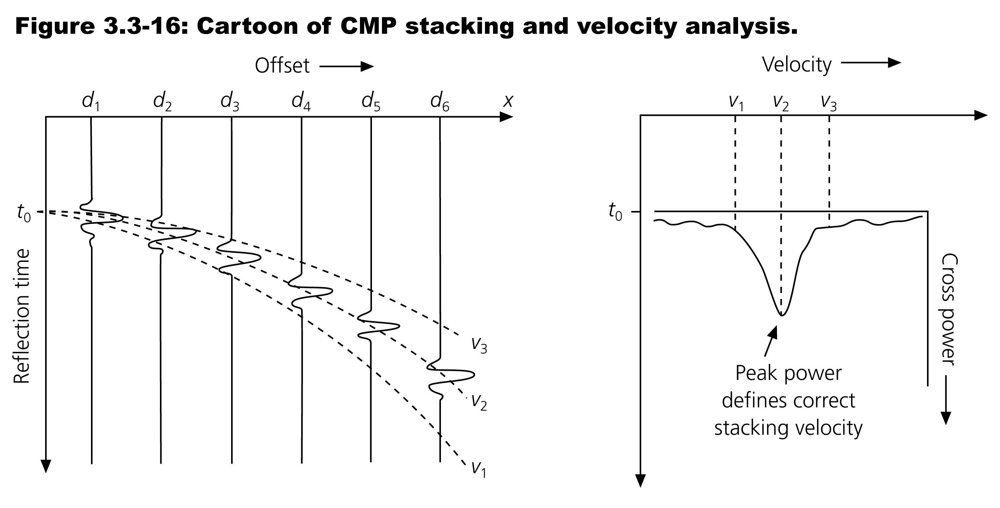 Figure 3.3-16: Cartoon of CMP stacking and velocity analysis.
Offset
d1 d2 d3 d4 d5 d6 x
t0
Reflection time
v3
v2
v1
Velocity
v1 v2 v3
t0
Cross power
Peak power
defines correct
stacking velocity